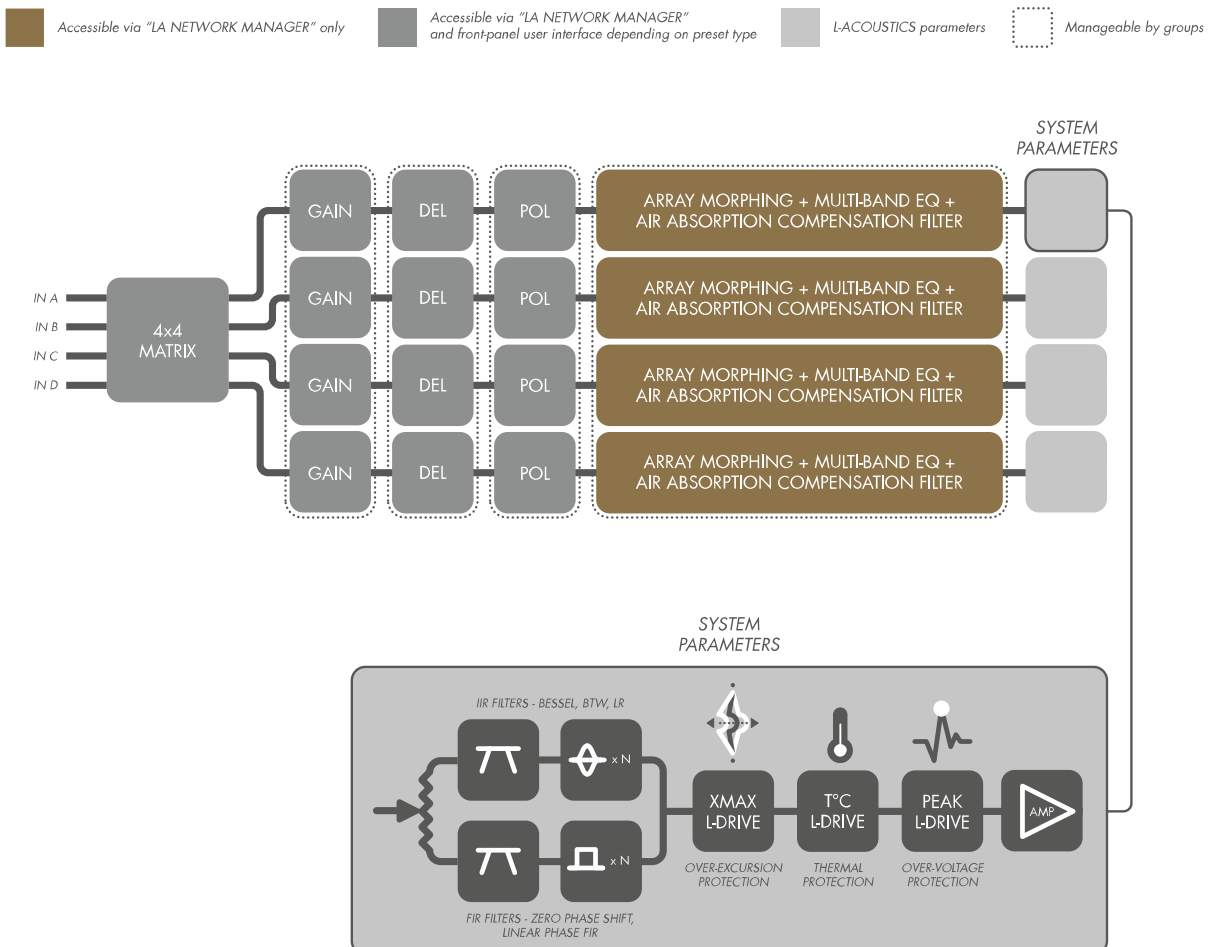 Accessible via “LA NETWORK MANAGER” only
Accessible via “LA NETWORK MANAGER”
and front-panel user interface depending on preset type
L-ACOUSTICS parameters
Manageable by groups
SYSTEM
PARAMETERS
GAIN
DEL
POL
ARRAY MORPHING + MULTI-BAND EQ +
AIR ABSORPTION COMPENSATION FILTER
IN A
IN B
IN C
IN D
4x4
MATRIX
GAIN
DEL
POL
ARRAY MORPHING + MULTI-BAND EQ +
AIR ABSORPTION COMPENSATION FILTER
GAIN
DEL
POL
ARRAY MORPHING + MULTI-BAND EQ +
AIR ABSORPTION COMPENSATION FILTER
GAIN
DEL
POL
ARRAY MORPHING + MULTI-BAND EQ +
AIR ABSORPTION COMPENSATION FILTER
SYSTEM
PARAMETERS
IIR FILTERS - BESSEL, BTW, LR
x N
XMAX
L-DRIVE
T°C
L-DRIVE
PEAK
L-DRIVE
AMP
x N
OVER-EXCURSION
PROTECTION
THERMAL
PROTECTION
OVER-VOLTAGE
PROTECTION
FIR FILTERS - ZERO PHASE SHIFT,
LINEAR PHASE FIR